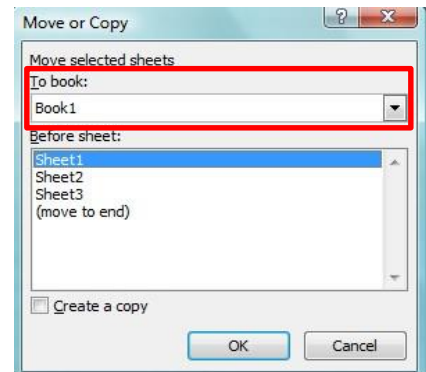 Move or Copy
Move selected sheets
To book:
Book1
Before sheet:
Sheet1
Sheet2
Sheet3
(move to end)
Create a copy
OK Cancel